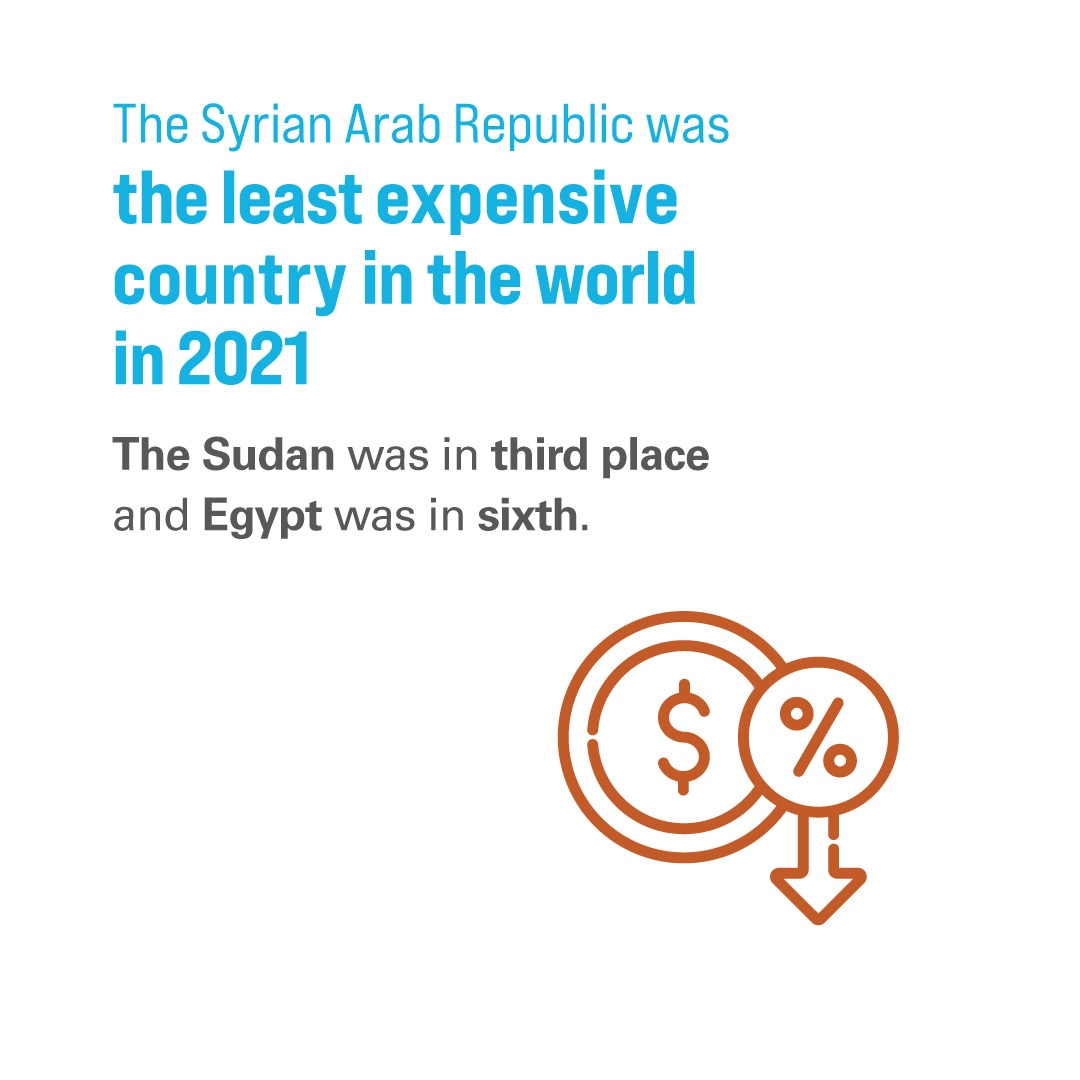 The Syrian Arab Republic was
the least expensive
country in the world
in 2021
The Sudan was in third place
and Egypt was in sixth.
$ %